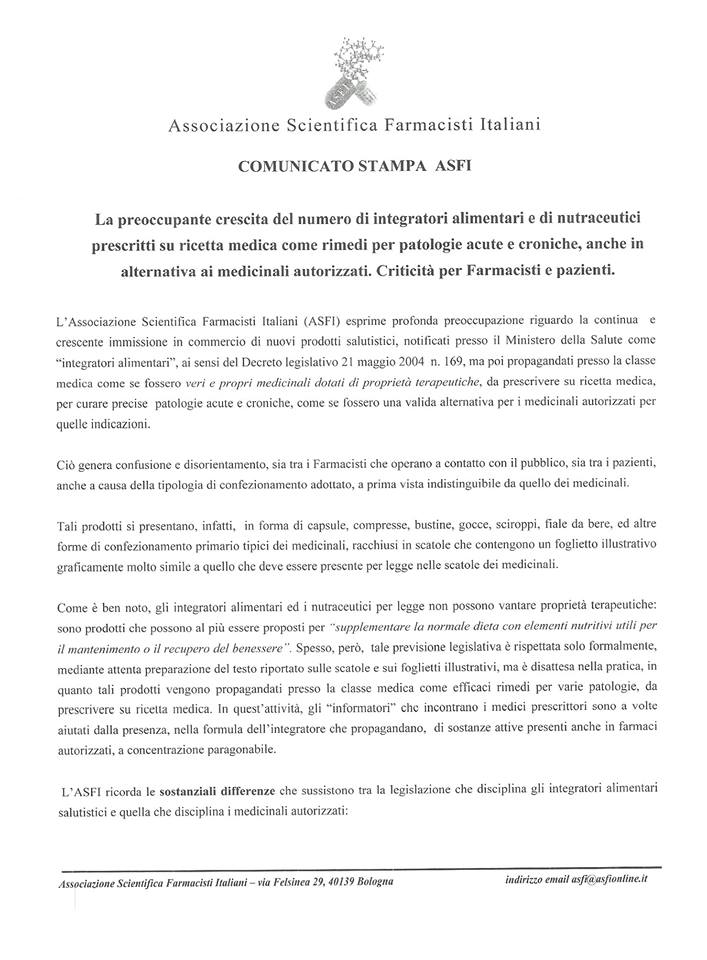 ASFI
Associazione Scientifica Farmacisti Italiani
COMUNICATO STAMPA ASFI
La preoccupante crescita del numero di integratori alimentari e di nutraceutici
prescritti su ricetta medica come rimedi per patologie acute e croniche, anche in
alternativa ai medicinali autorizzati. Criticità per Farmacisti e pazienti.
L'Associazione Scientifica Farmacisti Italiani (ASFI) esprime profonda preoccupazione riguardo la continua e
crescente immissione in commercio di nuovi prodotti salutistici, notificati presso il Ministero della Salute come
“integratori alimentari”, ai sensi del Decreto legislativo 21 maggio 2004 n. 169, ma poi propagandati presso la classe
medica come se fossero veri e propri medicinali dotati di proprietà terapeutiche, da prescrivere su ricetta medica,
per curare precise patologie acute e croniche, come se fossero una valida alternativa per i medicinali autorizzati per
quelle indicazioni.
Ciò genera confusione e disorientamento, sia tra i Farmacisti che operano a contatto con il pubblico, sia tra i pazienti,
anche a causa della tipologia di confezionamento adottato, a prima vista indistinguibile da quello dei medicinali.
Tali prodotti si presentano, infatti, in forma di capsule, compresse, bustine, gocce, sciroppi, fiale da bere, ed altre
forme di confezionamento primario tipici dei medicinali, racchiusi in scatole che contengono un foglietto illustrativo
graficamente molto simile a quello che deve essere presente per legge nelle scatole dei medicinali.
Come è ben noto, gli integratori alimentari ed i nutraceutici per legge non possono vantare proprietà terapeutiche:
sono prodotti che possono al più essere proposti per “supplementare la normale dieta con elementi nutritivi utili per
il mantenimento o il recupero del benessere”. Spesso, però, tale previsione legislativa è rispettata solo formalmente,
mediante attenta preparazione del testo riportato sulle scatole e sui foglietti illustrativi, ma è disattesa nella pratica, in
quanto tali prodotti vengono propagandati presso la classe medica come efficaci rimedi per varie patologie, da
prescrivere su ricetta medica. In quest'attività, gli “informatori” che incontrano i medici prescrittori sono a volte
aiutati dalla presenza, nella formula dell'integratore che propagandano, di sostanze attive presenti anche in farmaci
autorizzati, a concentrazione paragonabile.
L'ASFI ricorda le sostanziali differenze che sussistono tra la legislazione che disciplina gli integratori alimentari
salutistici e quella che disciplina i medicinali autorizzati:
Associazione Scientifica Farmacisti Italiani – via Felsinea 29, 40139 Bologna indirizzo email asfi@asfionline.it